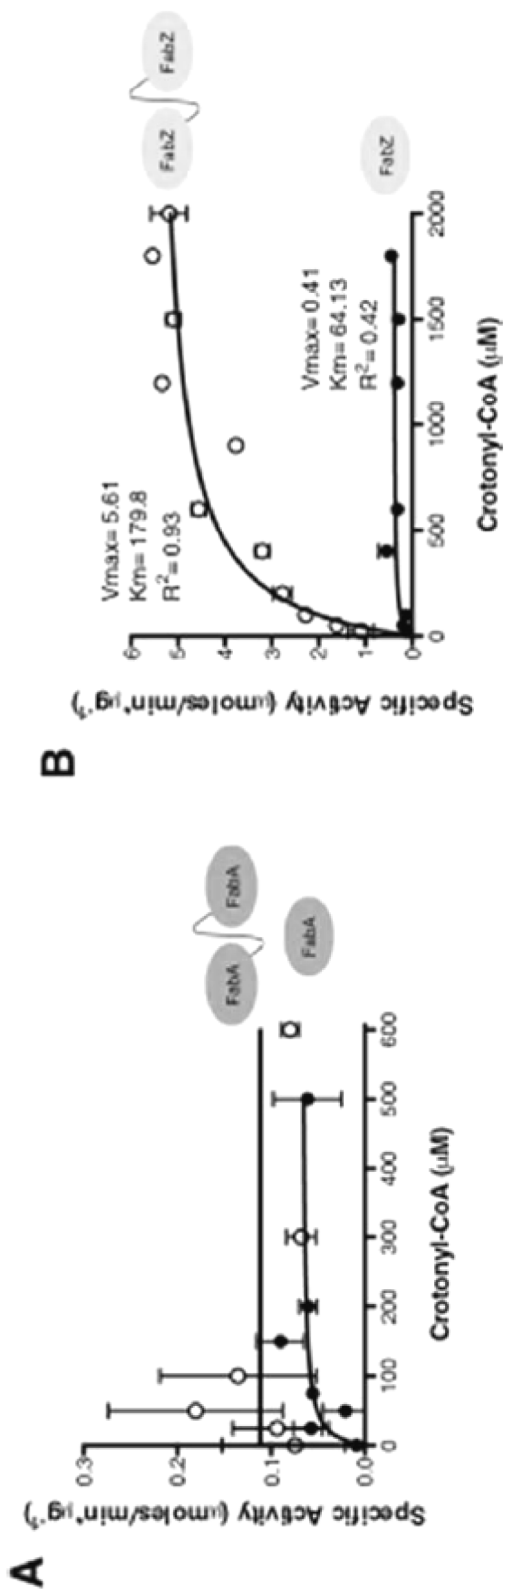 A
Specific Activity (μmoles/min*μg⁻¹)
0.3
0.2
0.1
0.0
0
100
200
300
400
500
600
Crotonyl-CoA (μM)
FabA
FabA
FabA
B
Specific Activity (μmoles/min*μg⁻¹)
6
5
4
3
2
1
0
Vmax= 5.61
Km= 179.8
R²= 0.93
Vmax= 0.41
Km= 64.13
R²= 0.42
0
500
1000
1500
2000
Crotonyl-CoA (μM)
FabZ
FabZ
FabZ